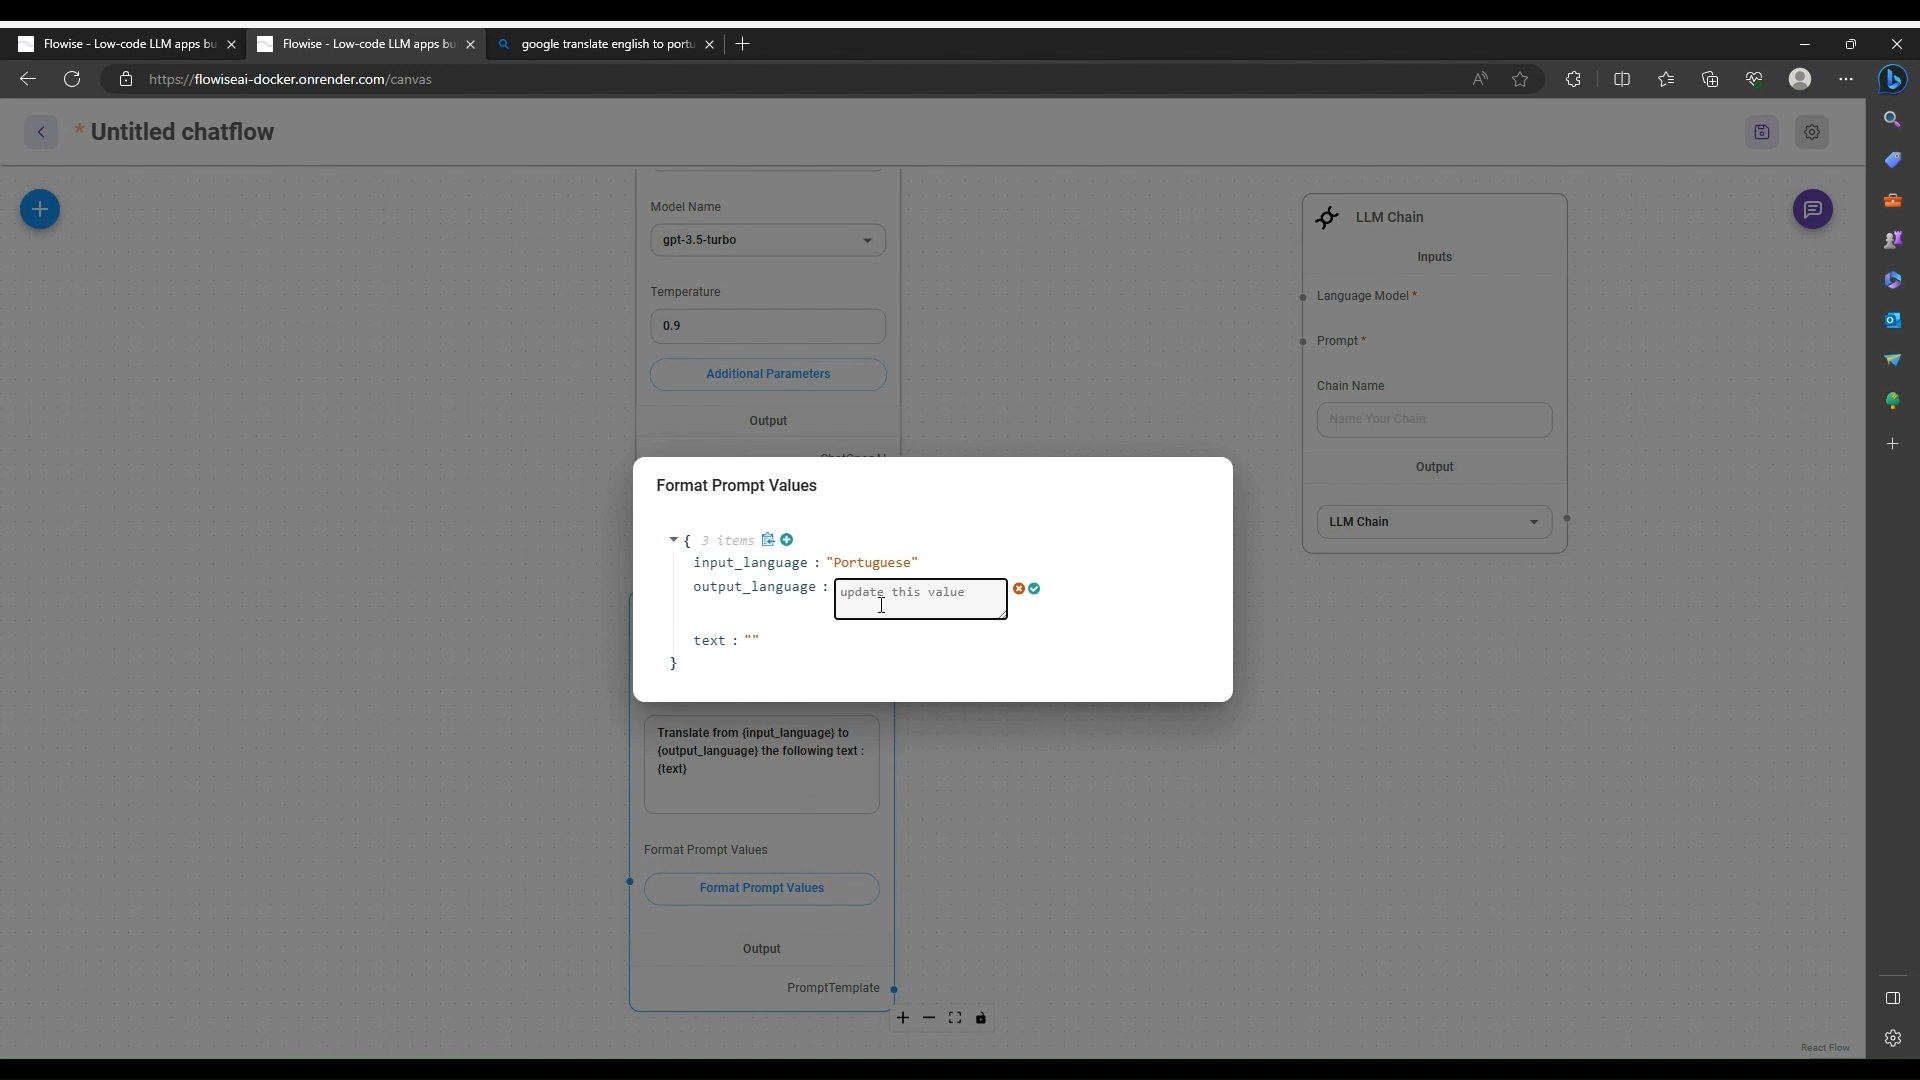 Flowise - Low-code LLM apps bu
Flowise - Low-code LLM apps bu
google translate english to portu
https://flowiseai-docker.onrender.com/canvas
* Untitled chatflow
Model Name
gpt-3.5-turbo
Temperature
0.9
Additional Parameters
Output
LLM Chain
Inputs
Language Model *
Prompt *
Chain Name
Name Your Chain
Output
LLM Chain
Format Prompt Values
{ 3 items
input_language : "Portuguese"
output_language :
update this value
text : ""
}
Translate from {input_language} to
{output_language} the following text :
{text}
Format Prompt Values
Format Prompt Values
Output
PromptTemplate
React Flow